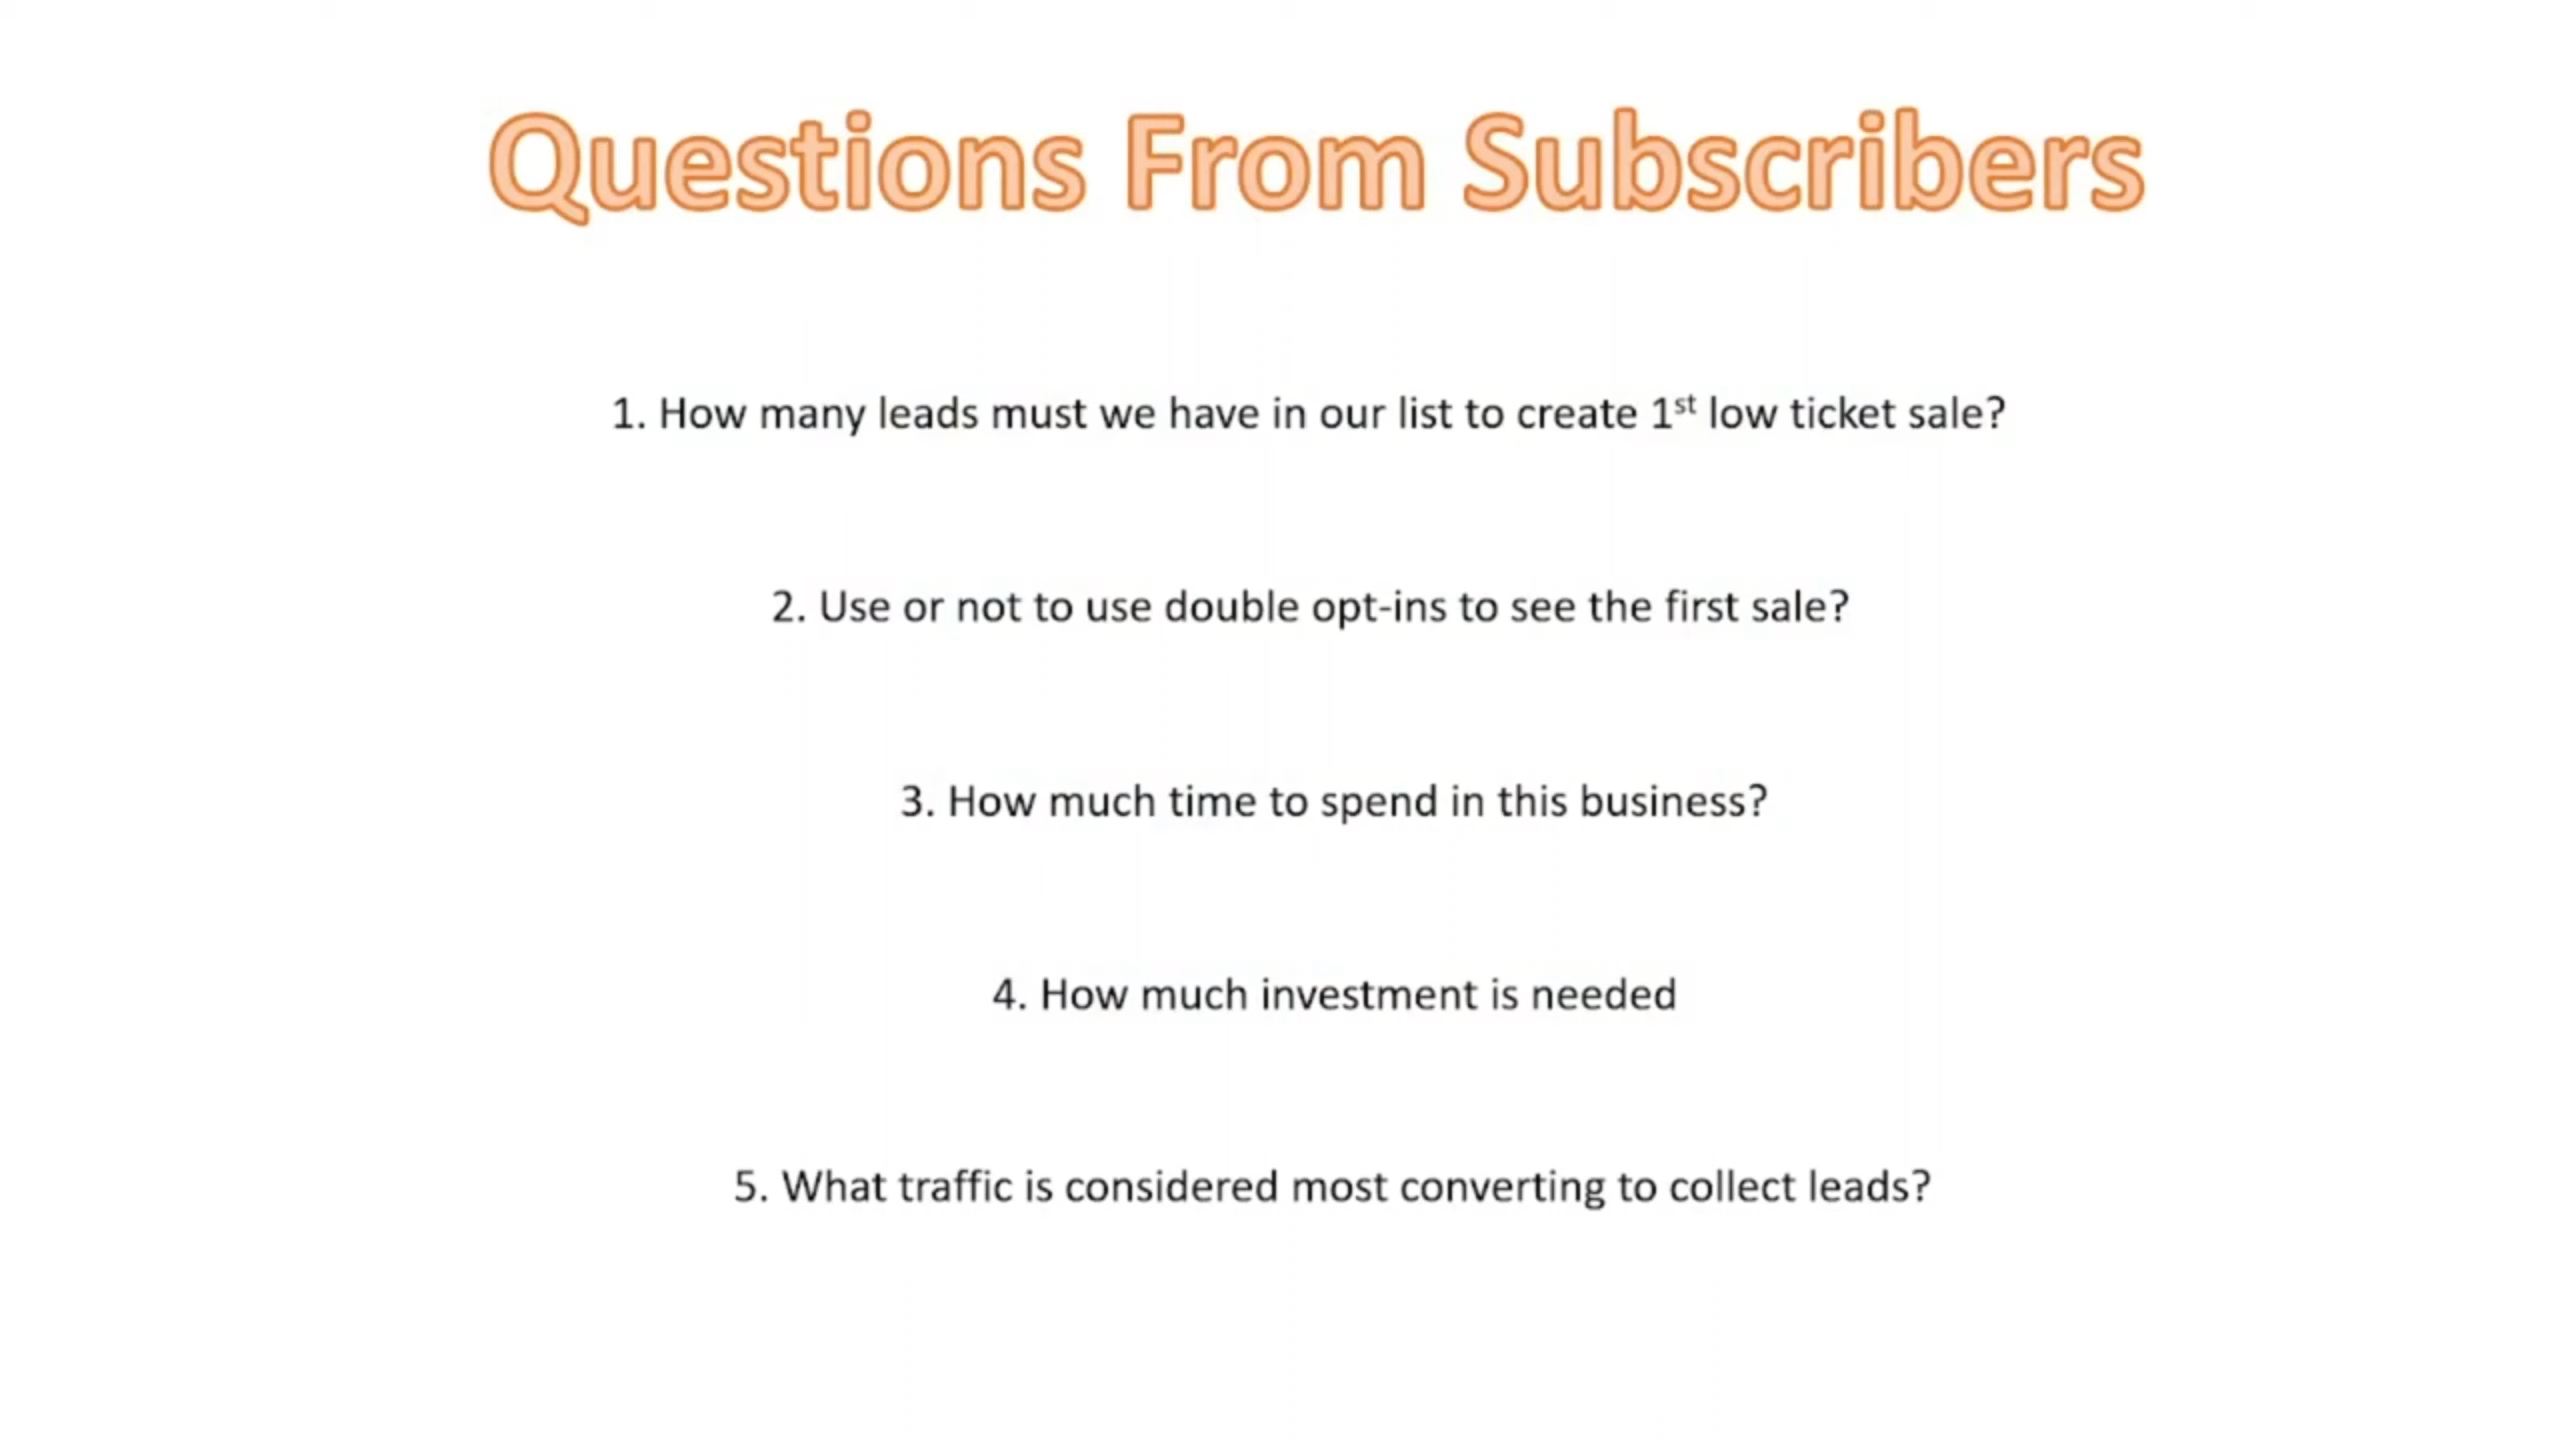 Questions From Subscribers
1. How many leads must we have in our list to create 1st low ticket sale?
2. Use or not to use double opt-ins to see the first sale?
3. How much time to spend in this business?
4. How much investment is needed
5. What traffic is considered most converting to collect leads?